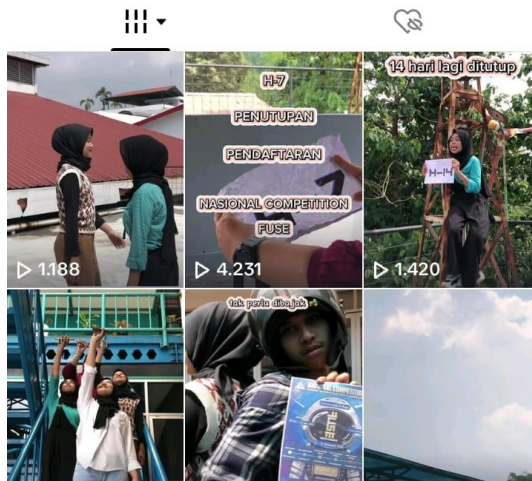 1.188
H-7
PENUTUPAN
PENDAFTARAN
NASIONAL COMPETITION
FUSE
4.231
14 hari lagi ditutup
H-14
1.420
tak perlu dibajak
FUSE